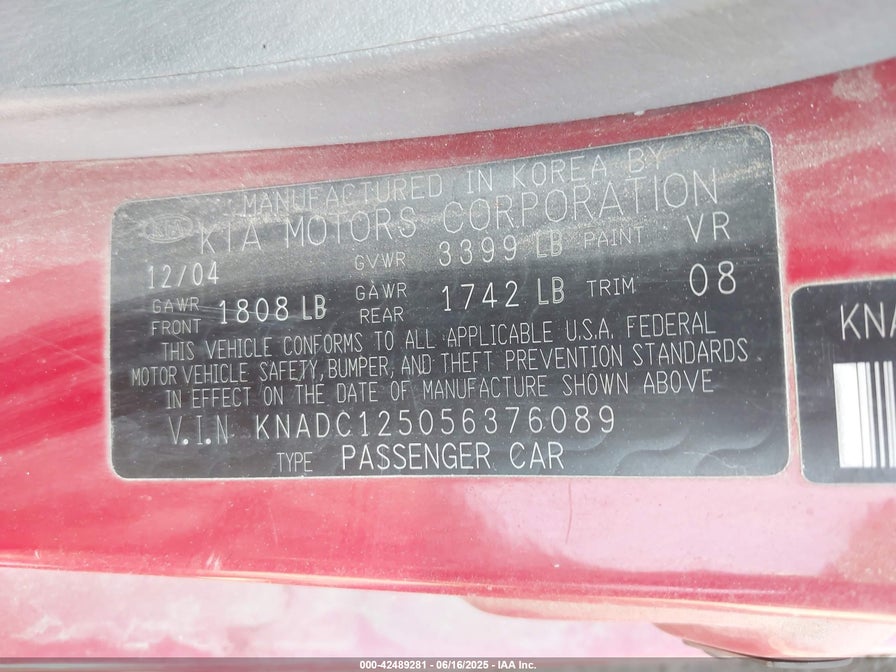 MANUFACTURED IN KOREA BY
KIA KIA MOTORS CORPORATION
12/04 GVWR 3399 LB PAINT VR
GAWR FRONT 1808 LB GAWR REAR 1742 LB TRIM 08
THIS VEHICLE CONFORMS TO ALL APPLICABLE U.S.A. FEDERAL
MOTOR VEHICLE SAFETY, BUMPER, AND THEFT PREVENTION STANDARDS
IN EFFECT ON THE DATE OF MANUFACTURE SHOWN ABOVE
V.I.N KNADC125056376089
TYPE PASSENGER CAR
KNA
000-42489281 - 06/16/2025 - IAA Inc.